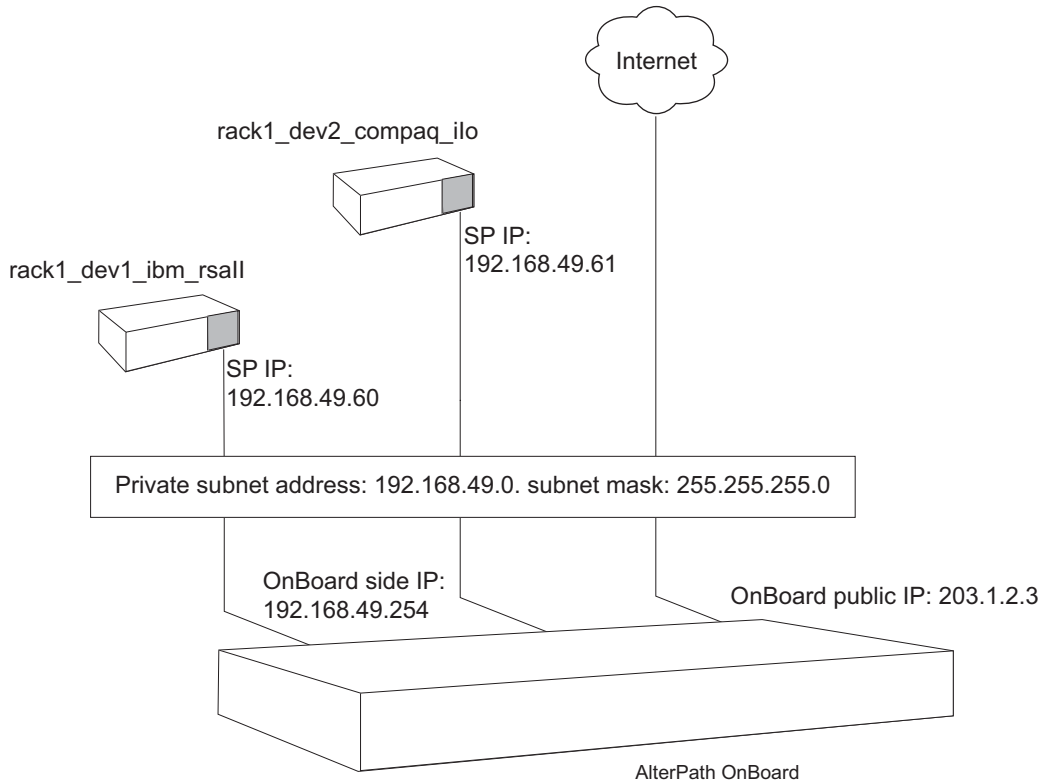 Internet
rack1_dev2_compaq_ilo
SP IP:
192.168.49.61
rack1_dev1_ibm_rsaII
SP IP:
192.168.49.60
Private subnet address: 192.168.49.0. subnet mask: 255.255.255.0
OnBoard side IP:
192.168.49.254
OnBoard public IP: 203.1.2.3
AlterPath OnBoard